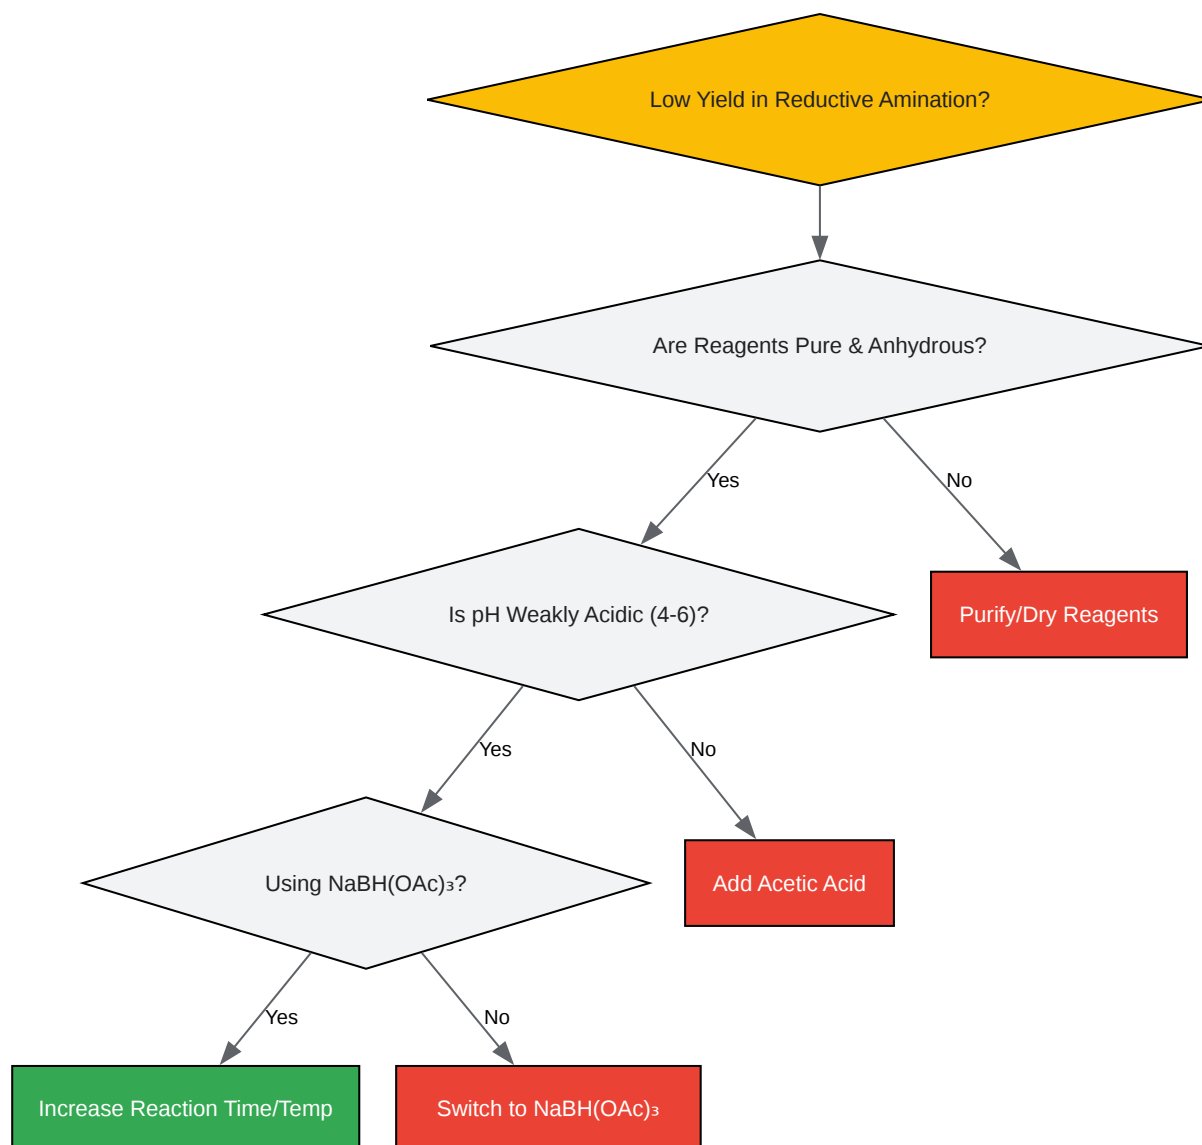 Low Yield in Reductive Amination?
Are Reagents Pure & Anhydrous?
Yes
No
Is pH Weakly Acidic (4-6)?
Purify/Dry Reagents
Yes
No
Using NaBH(OAc)₃?
Add Acetic Acid
Yes
No
Increase Reaction Time/Temp
Switch to NaBH(OAc)₃